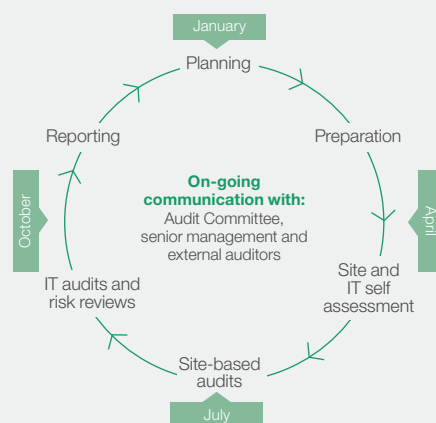 January
Planning
Preparation
April
Site and
IT self
assessment
Site-based
audits
July
IT audits and
risk reviews
October
Reporting
On-going
communication with:
Audit Committee,
senior management and
external auditors